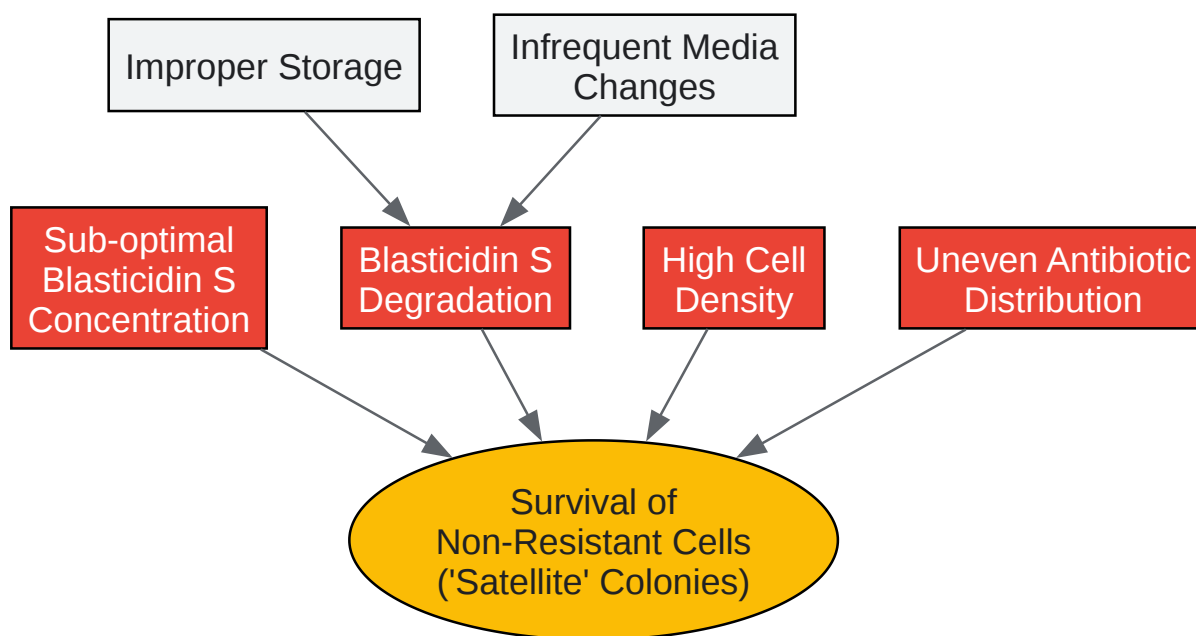 Improper Storage
Infrequent Media
Changes
Sub-optimal
Blasticidin S
Concentration
Blasticidin S
Degradation
High Cell
Density
Uneven Antibiotic
Distribution
Survival of
Non-Resistant Cells
('Satellite' Colonies)